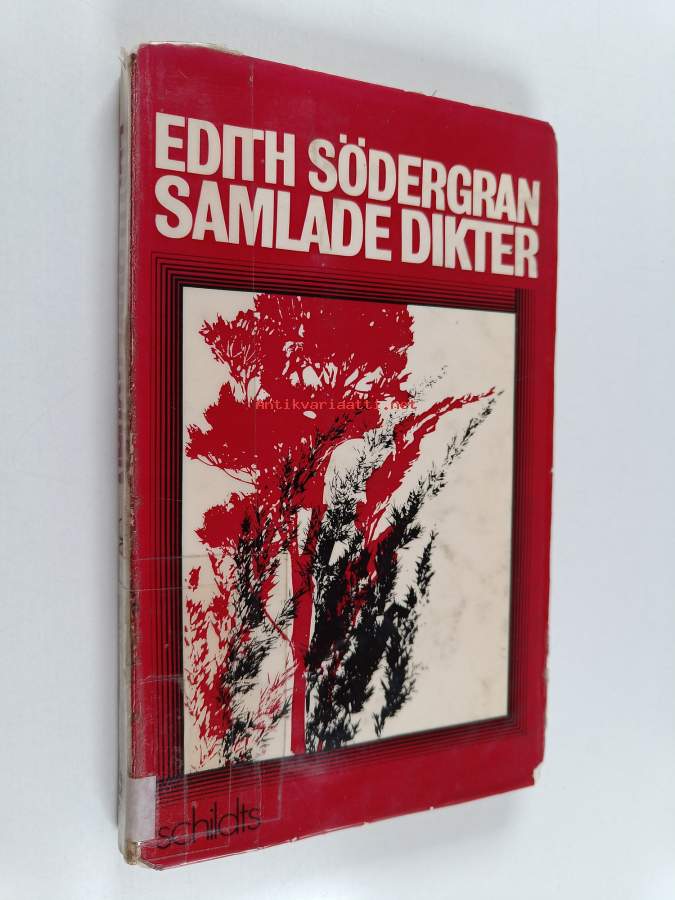 EDITH SÖDERGRAN
SAMLADE DIKTER
Antikvariaatti.net
schildts